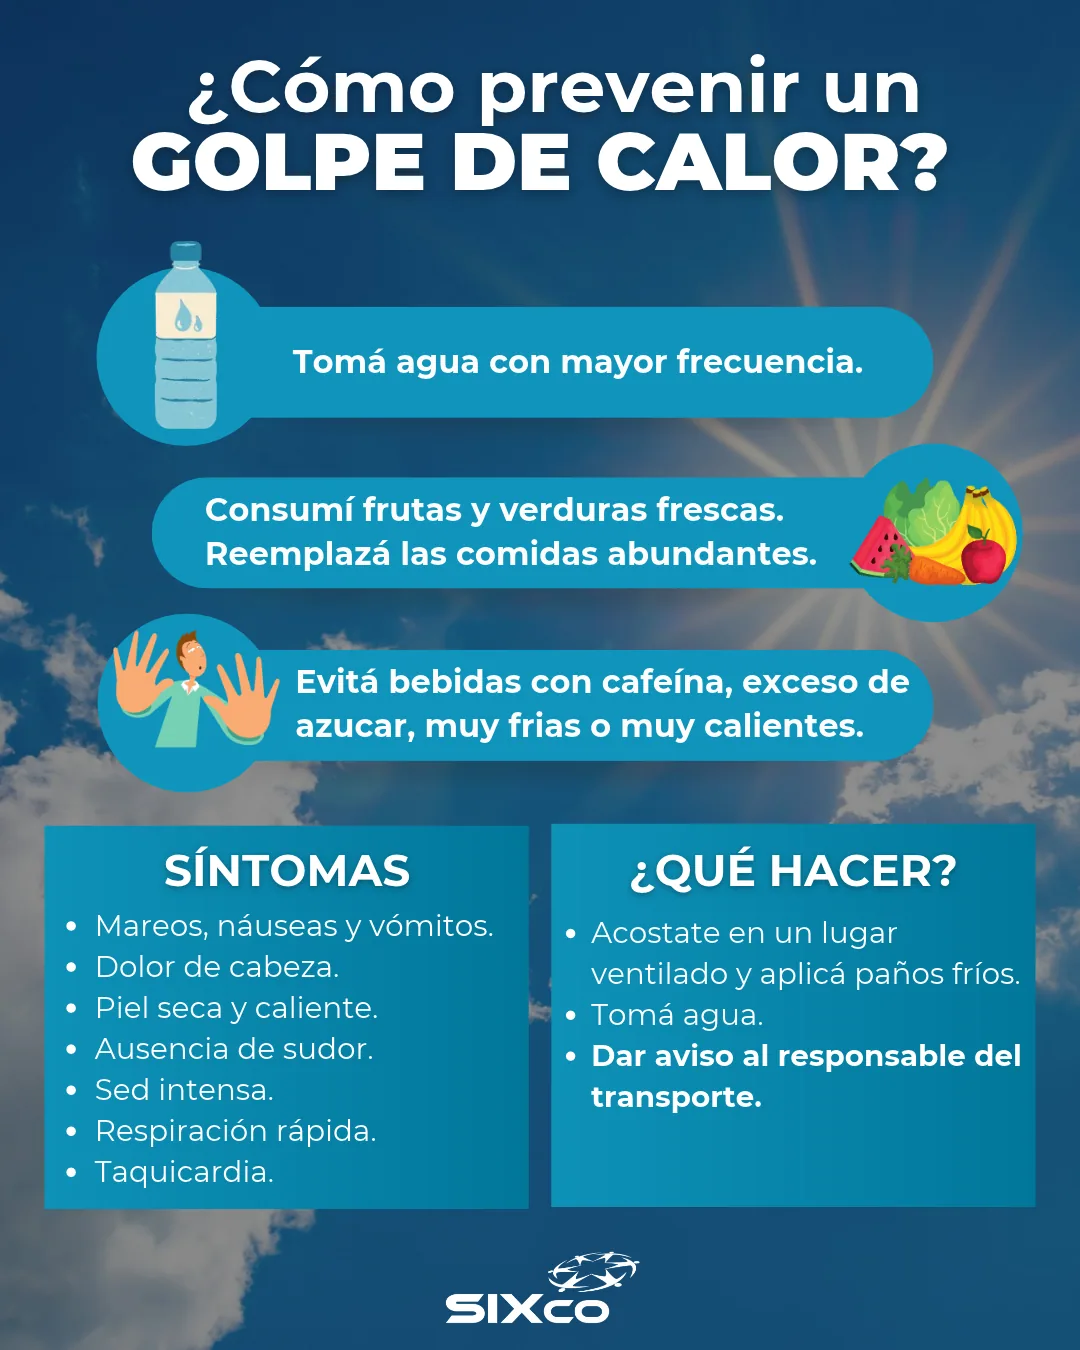 ¿Cómo prevenir un
GOLPE DE CALOR?
Tomá agua con mayor frecuencia.
Consumí frutas y verduras frescas.
Reemplazá las comidas abundantes.
Evitá bebidas con cafeína, exceso de
azucar, muy frias o muy calientes.
SÍNTOMAS
• Mareos, náuseas y vómitos.
• Dolor de cabeza.
• Piel seca y caliente.
• Ausencia de sudor.
• Sed intensa.
• Respiración rápida.
• Taquicardia.
¿QUÉ HACER?
• Acostate en un lugar
ventilado y aplicá paños fríos.
• Tomá agua.
• Dar aviso al responsable del
transporte.
SIXCO